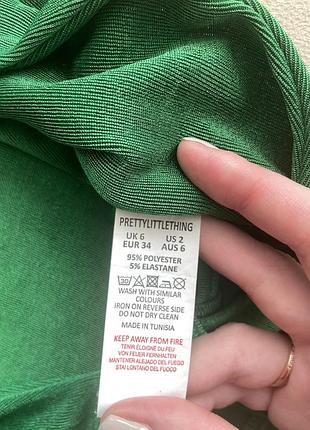 PRETTYLITTLETHING
UK 6 US 2
EUR 34 AUS 6
95% POLYESTER
5% ELASTANE
30
WASH WITH SIMILAR
COLOURS
IRON ON REVERSE SIDE
DO NOT DRY CLEAN
MADE IN TUNISIA
KEEP AWAY FROM FIRE
TENIR ÉLOIGNÉ DU FEU
VON FEUER FERNHALTEN
MANTENER ALEJADO DEL FUEGO
STAI LONTANO DEL FUOCO